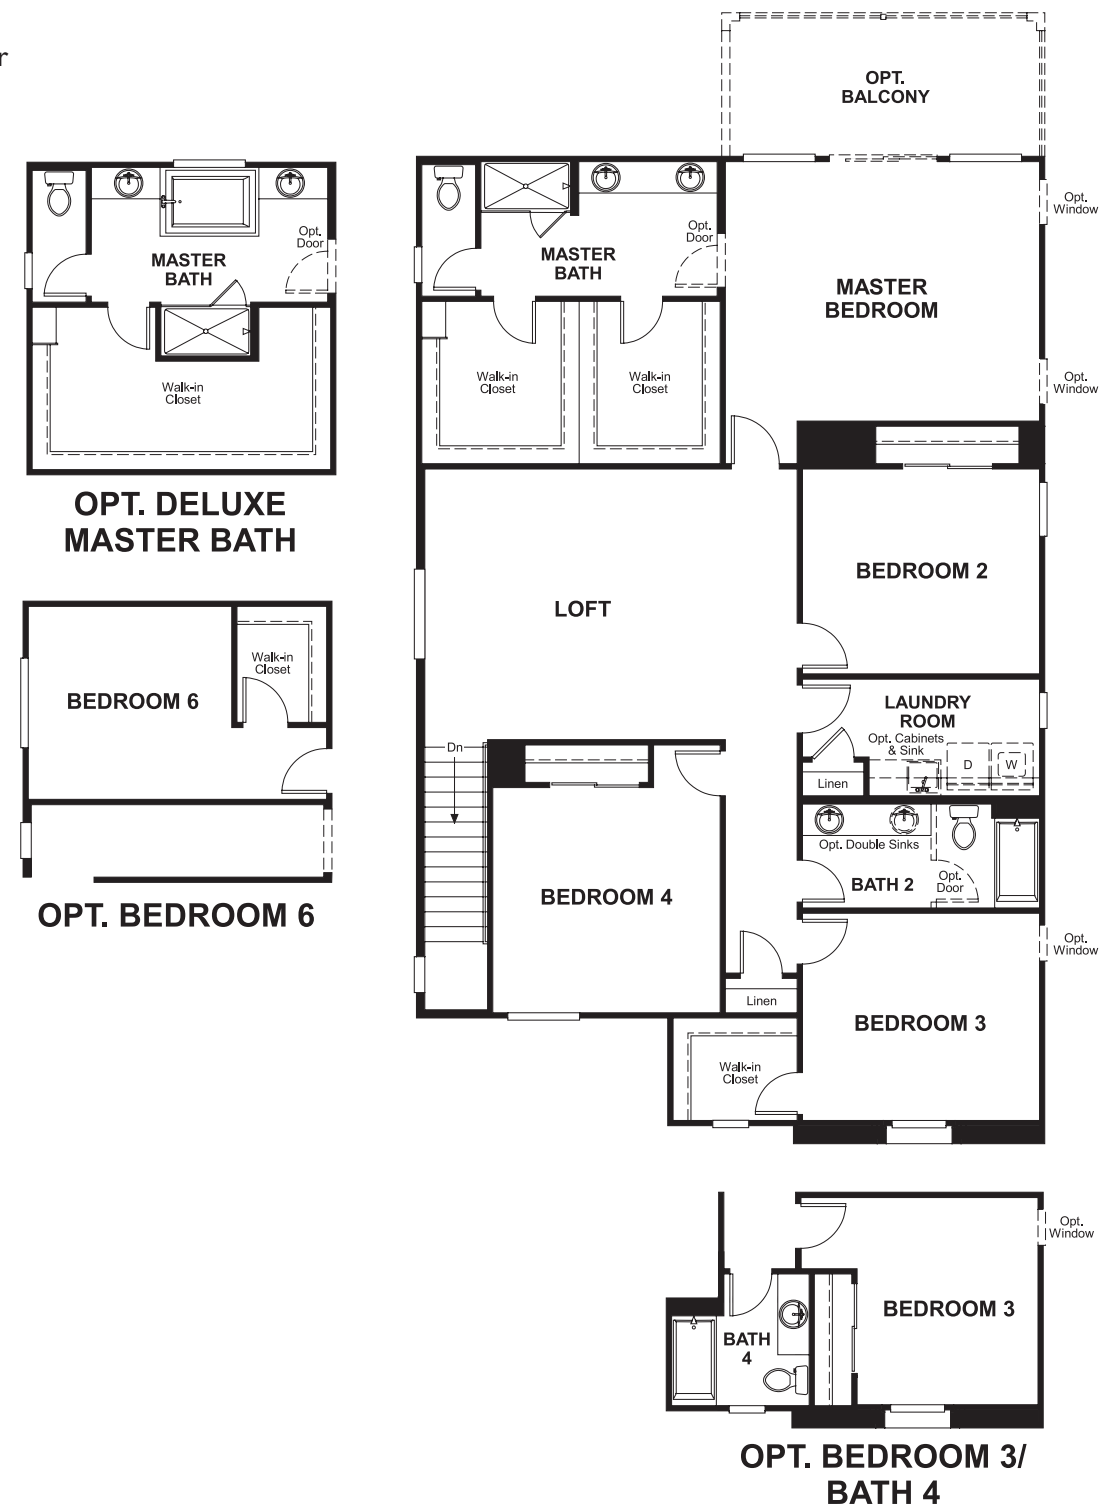 r
OPT.
BALCONY
Opt.
Window
Opt.
Door
MASTER
BATH
Walk-in
Closet
OPT. DELUXE
MASTER BATH
Opt.
Door
MASTER
BATH
MASTER
BEDROOM
Walk-in
Closet
Walk-in
Closet
Opt.
Window
BEDROOM 2
LOFT
Walk-in
Closet
BEDROOM 6
OPT. BEDROOM 6
LAUNDRY
ROOM
Opt. Cabinets
& Sink
D
W
Linen
Dn
Opt. Double Sinks
BATH 2
Opt.
Door
BEDROOM 4
Opt.
Window
Linen
BEDROOM 3
Walk-in
Closet
Opt.
Window
BEDROOM 3
BATH
4
OPT. BEDROOM 3/
BATH 4